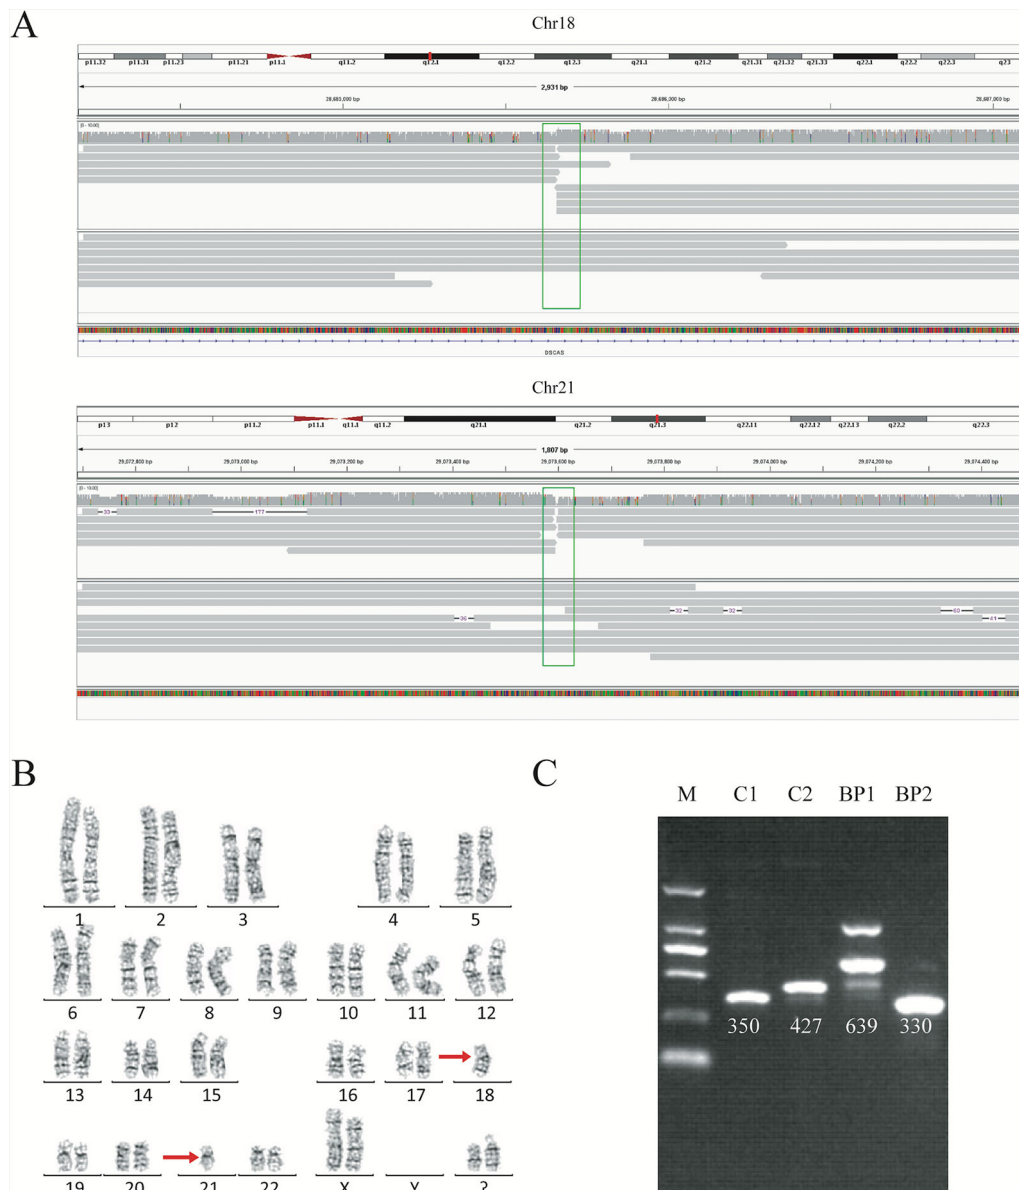 A
Chr18
p11.32 p11.31 p11.23 p11.21 p11.1 q11.2 q12.1 q12.2 q12.3 q21.1 q21.2 q21.31 q21.32 q21.33 q22.1 q22.2 q22.3 q23
2,931 bp
28,685,000 bp 28,686,000 bp 28,687,000 bp
DSCAS
Chr21
p13 p12 p11.2 p11.1 q11.1 q11.2 q21.1 q21.2 q21.3 q22.11 q22.12 q22.13 q22.2 q22.3
1,807 bp
29,072,800 bp 29,073,000 bp 29,073,200 bp 29,073,400 bp 29,073,600 bp 29,073,800 bp 29,074,000 bp 29,074,200 bp 29,074,400 bp
33 177
32 32 60
36 41
B
1 2 3 4 5
6 7 8 9 10 11 12
13 14 15 16 17 18
19 20 21 22 X Y ?
C
M C1 C2 BP1 BP2
350 427 639 330